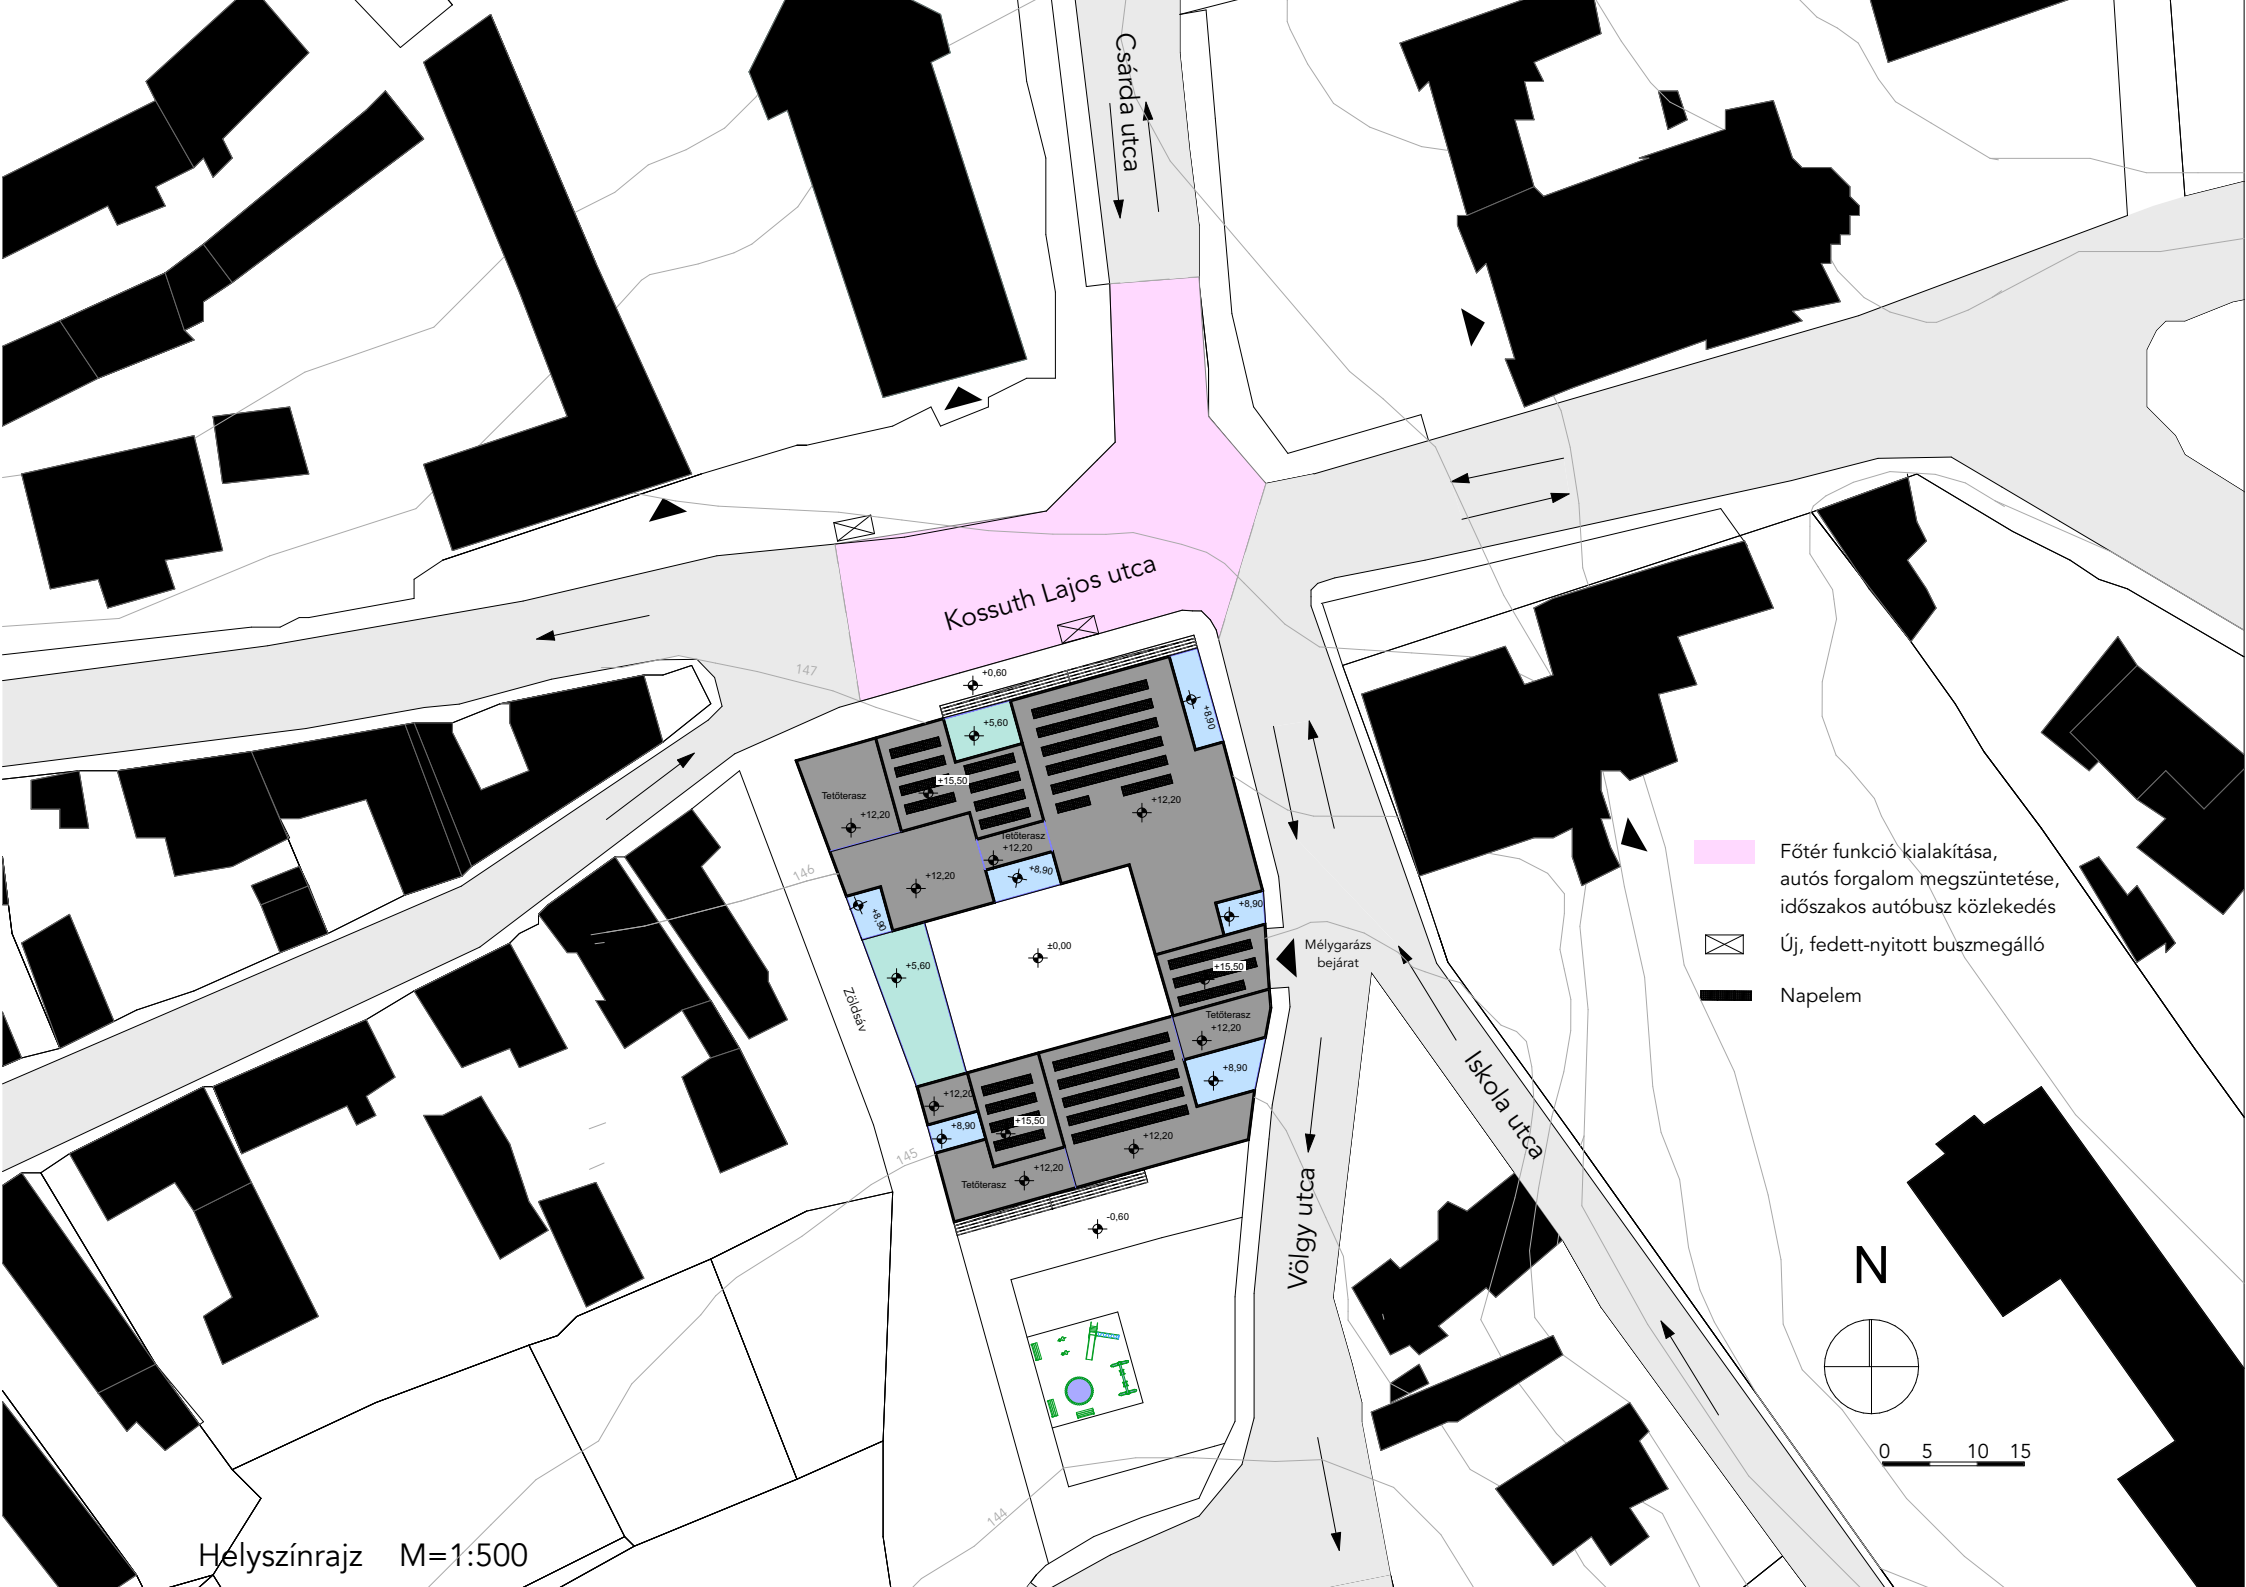 Csárda utca
Kossuth Lajos utca
147
+0,60
+5,60
+8,90
+15,50
Tetőterasz
+12,20
+12,20
Tetőterasz
+12,20
+8,90
+12,20
146
+8,90
+8,90
±0,00
+5,60
Mélygarázs
bejárat
+15,50
Zöldsáv
Tetőterasz
+12,20
+8,90
+12,20
+15,50
+8,90
+12,20
145
+12,20
Tetőterasz
-0,60
Völgy utca
Iskola utca
144
Főtér funkció kialakítása,
autós forgalom megszüntetése,
időszakos autóbusz közlekedés
Új, fedett-nyitott buszmegálló
Napelem
N
0 5 10 15
Helyszínrajz M=1:500